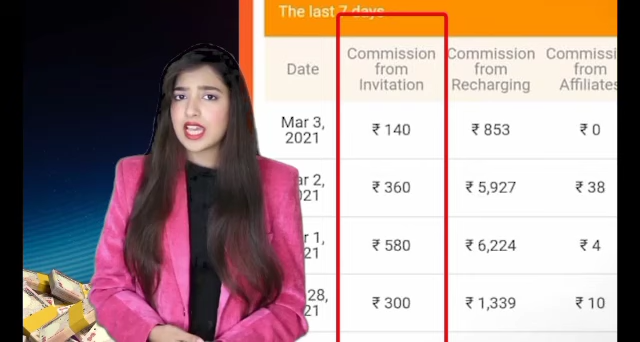 The last 7 days
Date
Commission
from
Invitation
Commission
from
Recharging
from
Affiliates
Mar 3,
2021
₹ 140
₹ 853
₹ 0
₹ 360
₹ 5,927
₹ 38
₹ 580
₹ 6,224
₹ 4
₹ 300
₹ 1,339
₹ 10